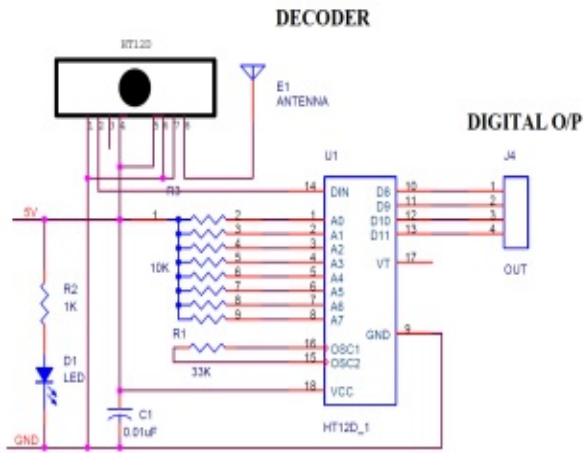 DECODER
HT12D
1 2 3 4 5 6 7 8
E1
ANTENNA
DIGITAL O/P
U1
J4
R3
14 DIN D8 10 1
D9 11 2
5V 1 2 1 A0 D10 12 3
3 2 A1 D11 13 4
4 3 A2
10K 5 4 A3 VT 17 OUT
6 5 A4
7 6 A5
8 7 A6
9 8 A7
R2
1K
R1 GND 9
16 OSC1
15 OSC2
33K
D1
LED
18 VCC
C1
0.01uF
HT12D_1
GND